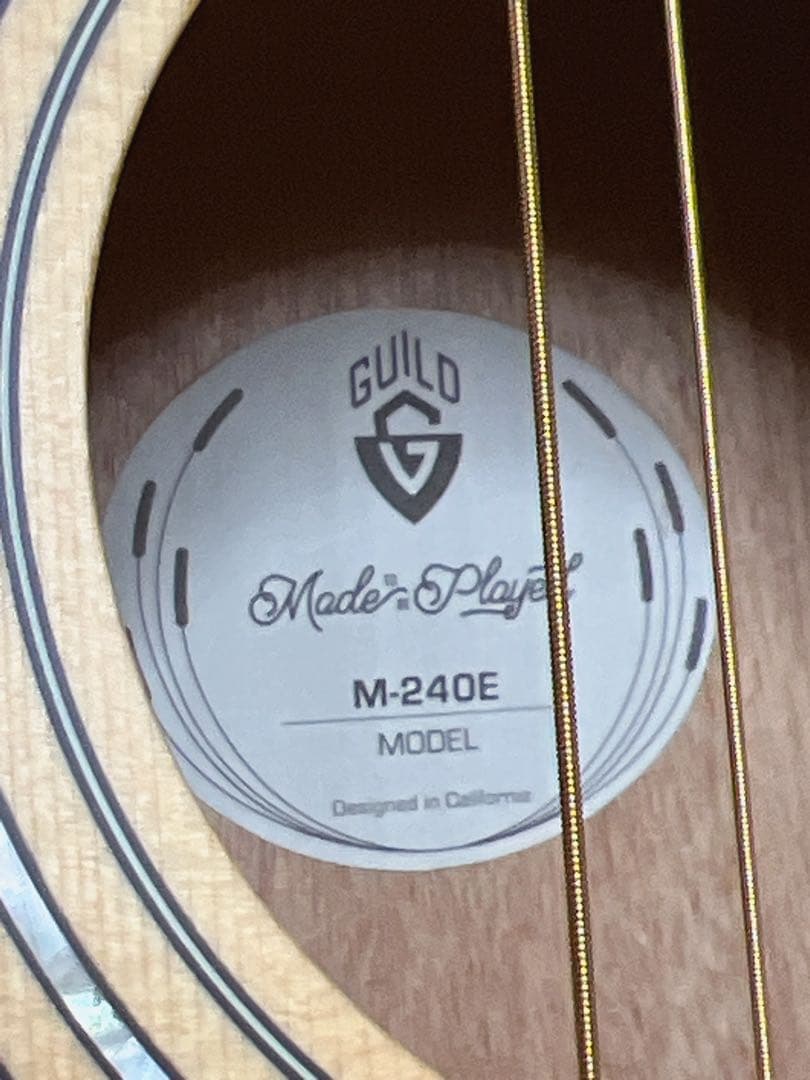 GUILD
G
Made to be Played
M-240E
MODEL
Designed in California